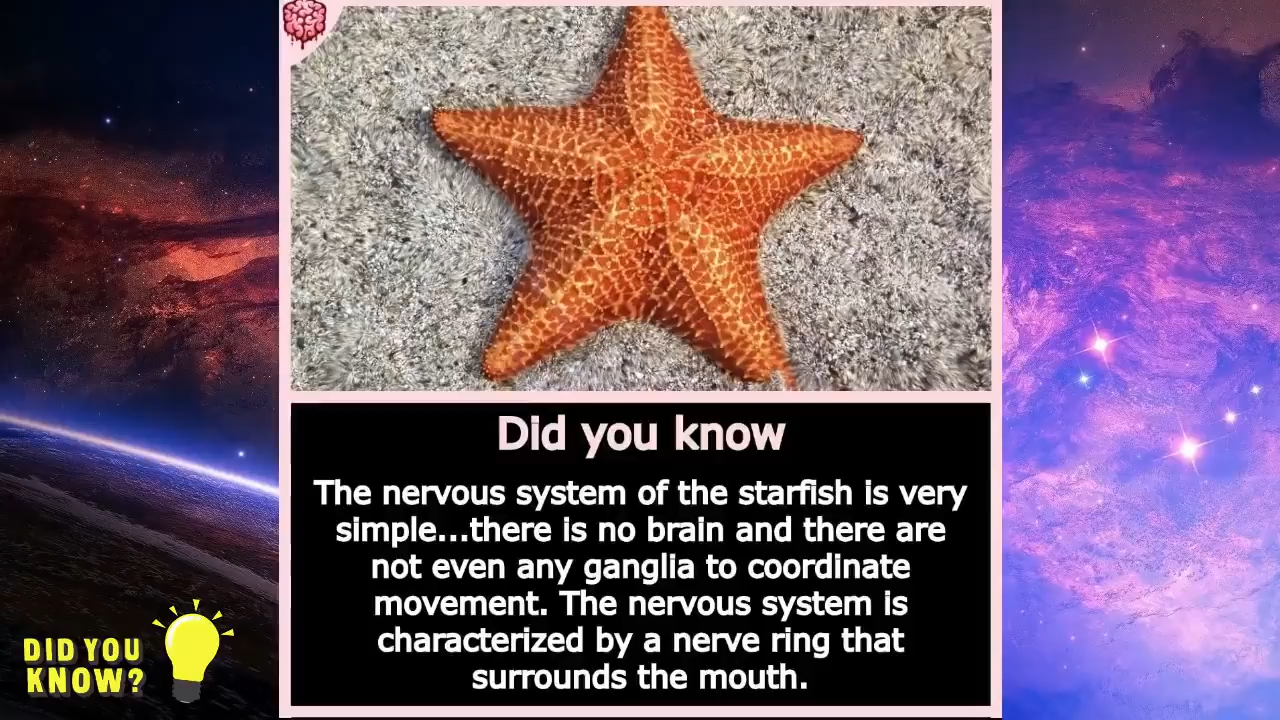 Did you know
The nervous system of the starfish is very
simple...there is no brain and there are
not even any ganglia to coordinate
movement. The nervous system is
characterized by a nerve ring that
surrounds the mouth.
DID YOU
KNOW?